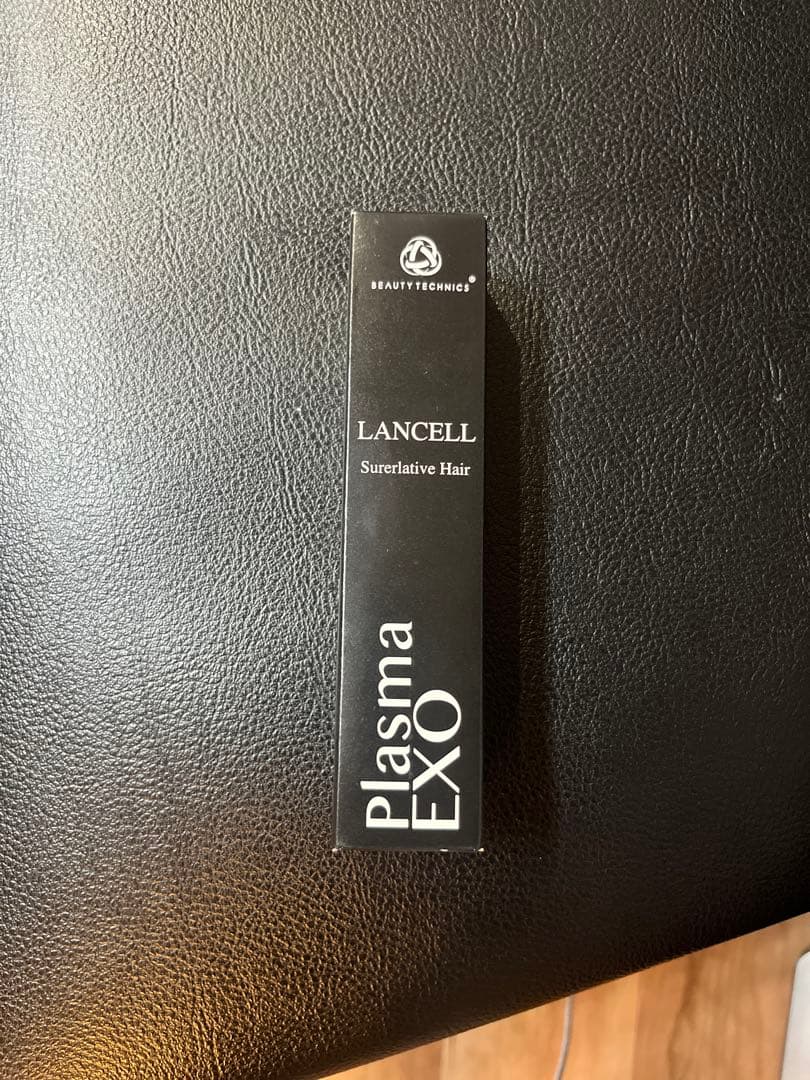 BEAUTY TECHNICS®
LANCELL
Surerlative Hair
Plasma
EXO